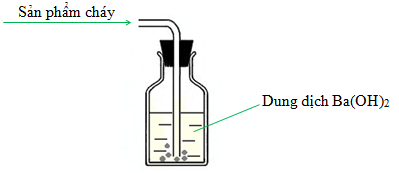 Sản phẩm cháy
Dung dịch Ba(OH)₂